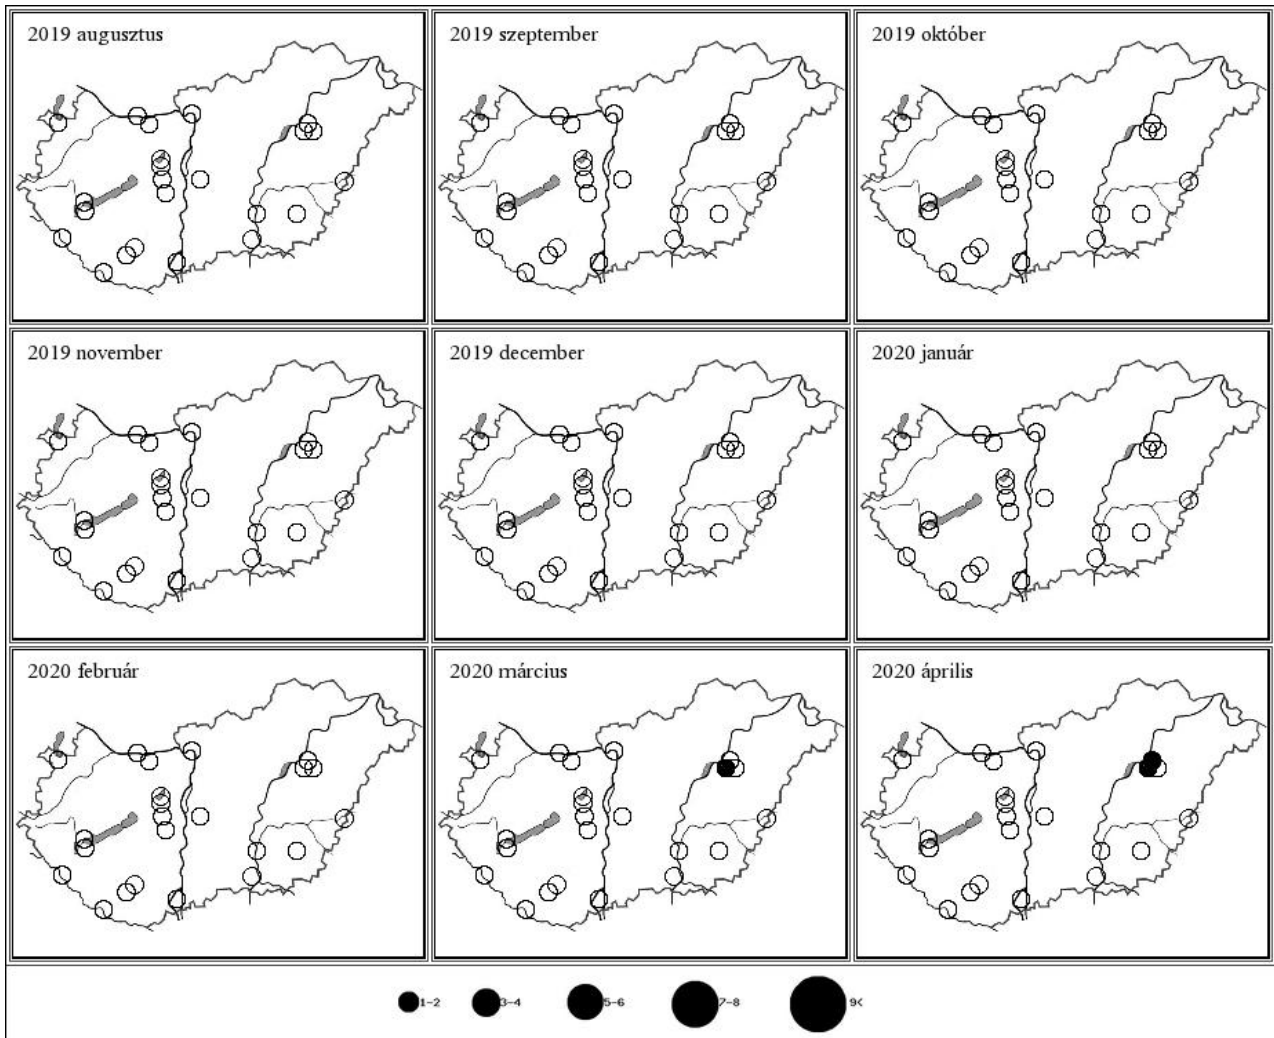 2019 augusztus
2019 szeptember
2019 október
2019 november
2019 december
2020 január
2020 február
2020 március
2020 április
1-2 3-4 5-6 7-8 9<